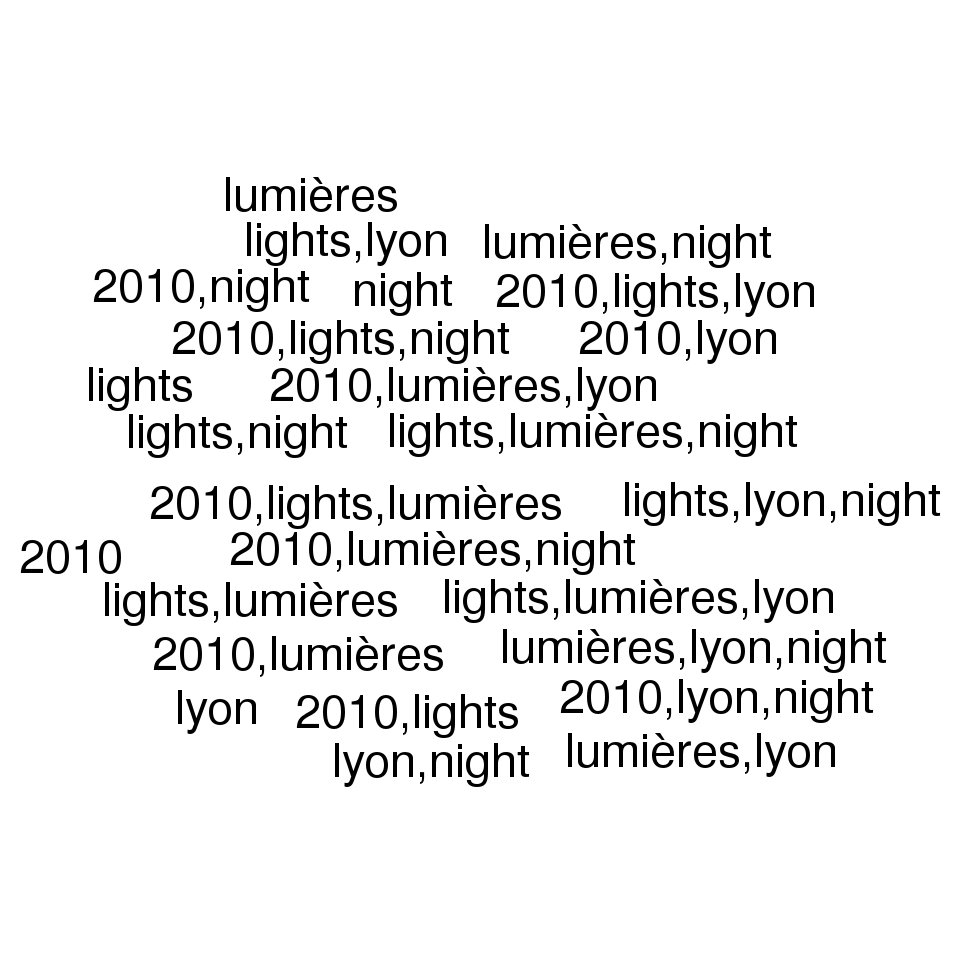 lumières
lights,lyon lumières,night
2010,night night 2010,lights,lyon
2010,lights,night 2010,lyon
lights 2010,lumières,lyon
lights,night lights,lumières,night
2010,lights,lumières lights,lyon,night
2010 2010,lumières,night
lights,lumières lights,lumières,lyon
2010,lumières lumières,lyon,night
lyon 2010,lights 2010,lyon,night
lyon,night lumières,lyon